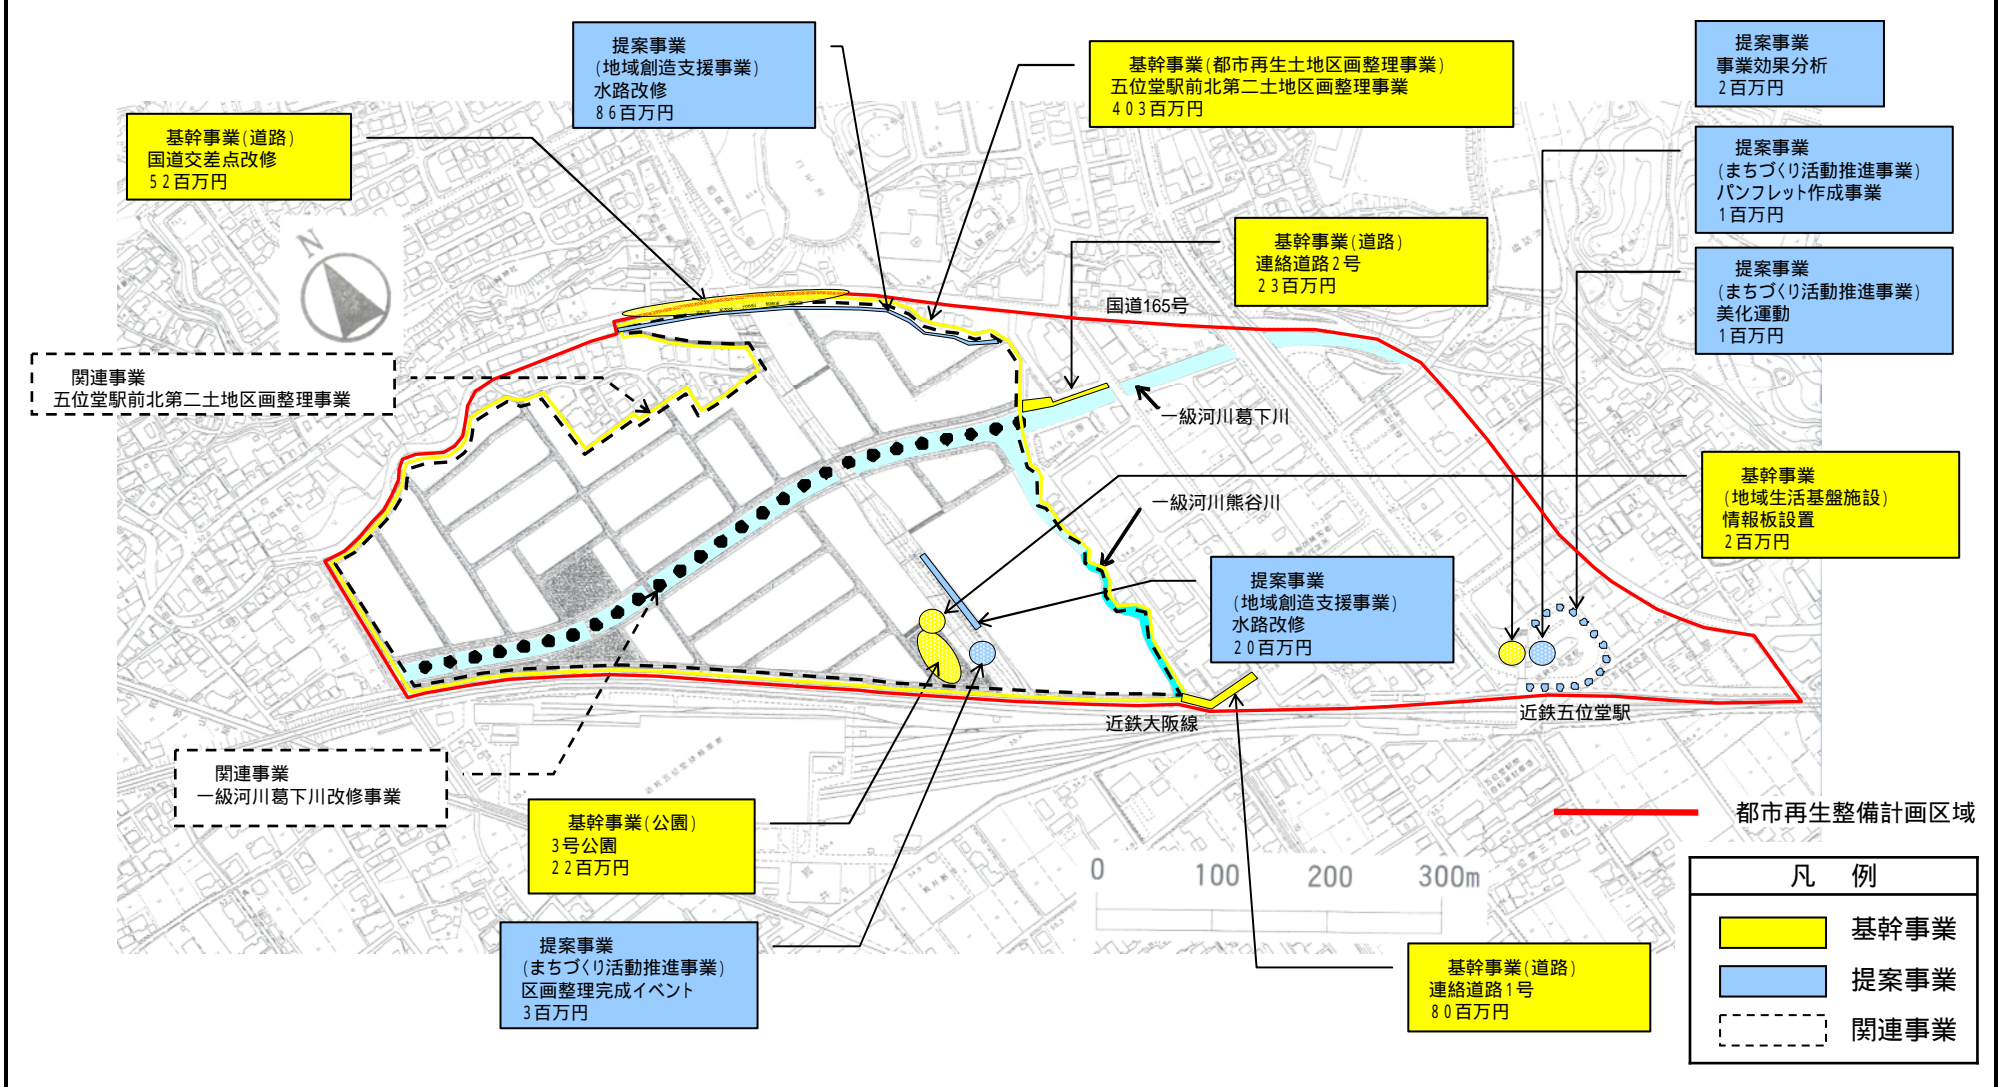 提案事業
(地域創造支援事業)
水路改修
86百万円
基幹事業(都市再生土地区画整理事業)
五位堂駅前北第二土地区画整理事業
403百万円
提案事業
事業効果分析
2百万円
基幹事業(道路)
国道交差点改修
52百万円
提案事業
(まちづくり活動推進事業)
パンフレット作成事業
1百万円
基幹事業(道路)
連絡道路2号
23百万円
提案事業
(まちづくり活動推進事業)
美化運動
1百万円
N
国道165号
関連事業
五位堂駅前北第二土地区画整理事業
一級河川葛下川
基幹事業
(地域生活基盤施設)
情報板設置
2百万円
一級河川熊谷川
提案事業
(地域創造支援事業)
水路改修
20百万円
近鉄大阪線
近鉄五位堂駅
関連事業
一級河川葛下川改修事業
基幹事業(公園)
3号公園
22百万円
都市再生整備計画区域
0 100 200 300m
凡 例
基幹事業
提案事業
関連事業
提案事業
(まちづくり活動推進事業)
区画整理完成イベント
3百万円
基幹事業(道路)
連絡道路1号
80百万円